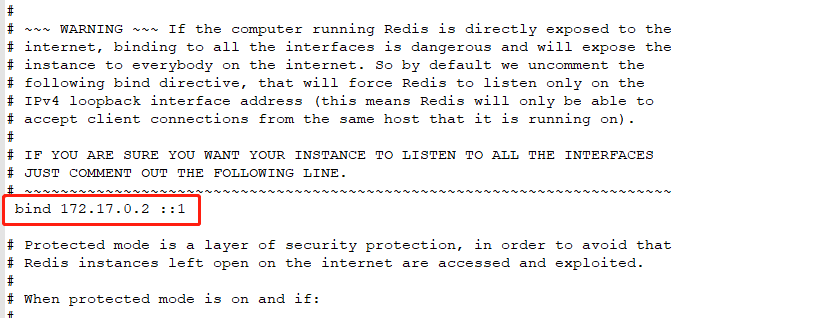 #
# ~~~ WARNING ~~~ If the computer running Redis is directly exposed to the
# internet, binding to all the interfaces is dangerous and will expose the
# instance to everybody on the internet. So by default we uncomment the
# following bind directive, that will force Redis to listen only on the
# IPv4 loopback interface address (this means Redis will only be able to
# accept client connections from the same host that it is running on).
#
# IF YOU ARE SURE YOU WANT YOUR INSTANCE TO LISTEN TO ALL THE INTERFACES
# JUST COMMENT OUT THE FOLLOWING LINE.
# ~~~~~~~~~~~~~~~~~~~~~~~~~~~~~~~~~~~~~~~~~~~~~~~~~~~~~~~~~~~~~~~~~~~~~~~~
bind 172.17.0.2 ::1
# Protected mode is a layer of security protection, in order to avoid that
# Redis instances left open on the internet are accessed and exploited.
#
# When protected mode is on and if:
#